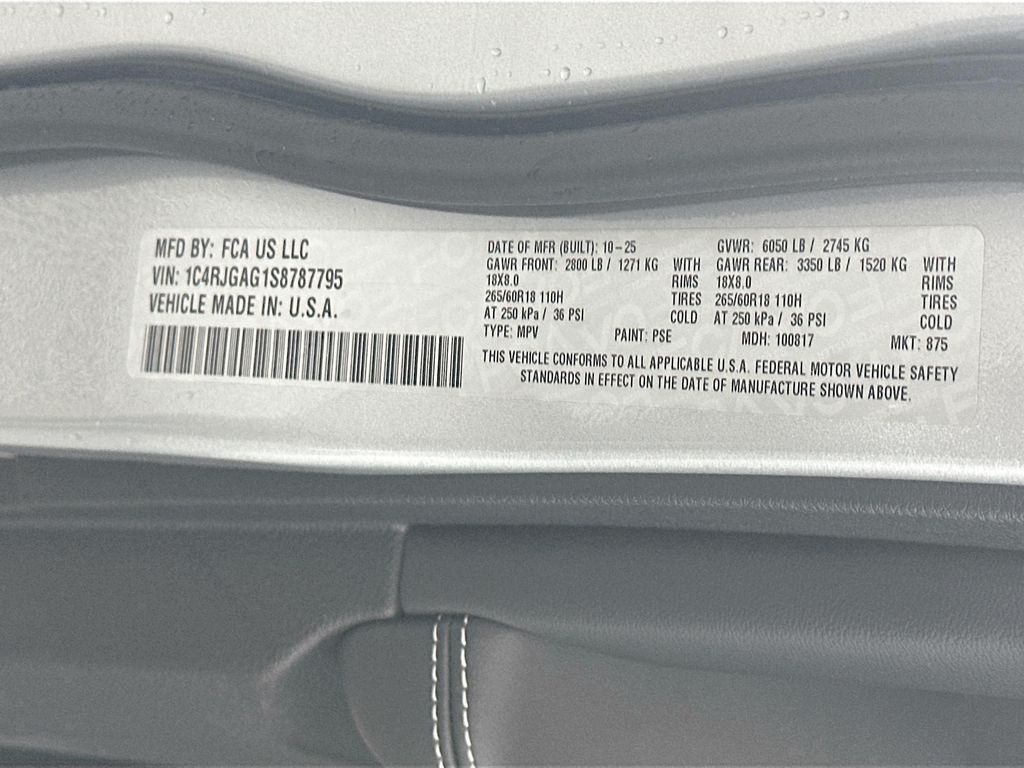 MFD BY: FCA US LLC
VIN: 1C4RJGAG1S8787795
VEHICLE MADE IN: U.S.A.
DATE OF MFR (BUILT): 10-25 GVWR: 6050 LB / 2745 KG
GAWR FRONT: 2800 LB / 1271 KG WITH GAWR REAR: 3350 LB / 1520 KG WITH
18X8.0 RIMS 18X8.0 RIMS
265/60R18 110H TIRES 265/60R18 110H TIRES
AT 250 kPa / 36 PSI COLD AT 250 kPa / 36 PSI COLD
TYPE: MPV PAINT: PSE MDH: 100817 MKT: 875
THIS VEHICLE CONFORMS TO ALL APPLICABLE U.S.A. FEDERAL MOTOR VEHICLE SAFETY
STANDARDS IN EFFECT ON THE DATE OF MANUFACTURE SHOWN ABOVE.